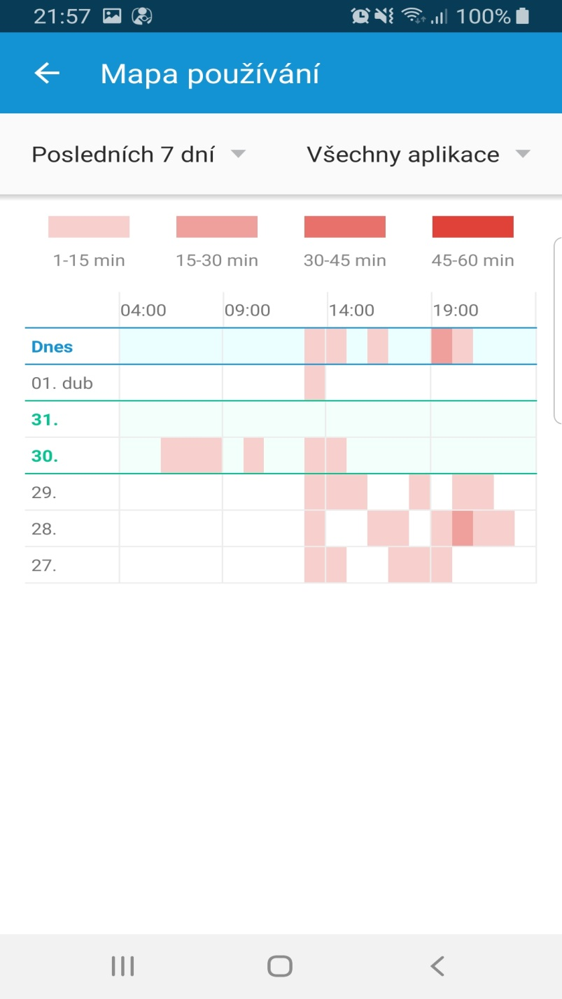 21:57 100%
Mapa používání
Posledních 7 dní Všechny aplikace
1-15 min 15-30 min 30-45 min 45-60 min
04:00 09:00 14:00 19:00
Dnes
01. dub
31.
30.
29.
28.
27.